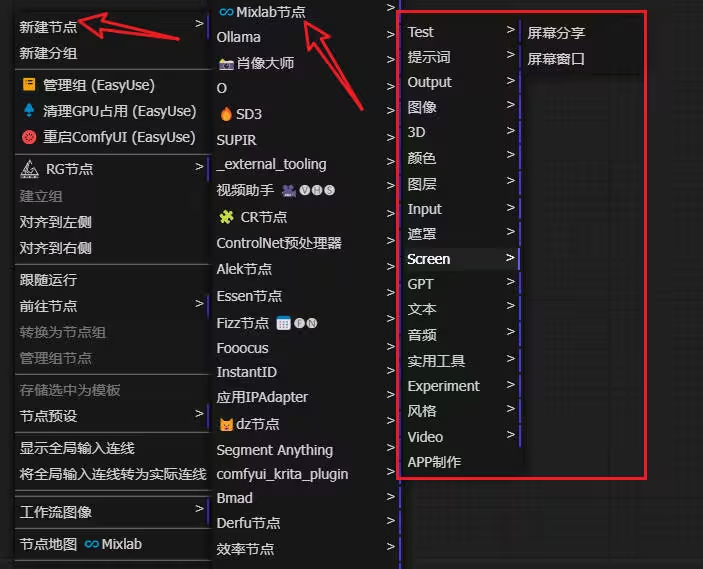 新建节点 >
新建分组
管理组 (EasyUse)
清理GPU占用 (EasyUse)
重启ComfyUI (EasyUse)
RG节点 >
建立组
对齐到左侧
对齐到右侧
跟随运行
前往节点 >
转换为节点组
管理组节点
存储选中为模板
节点预设 >
显示全局输入连线
将全局输入连线转为实际连线
工作流图像 >
节点地图 ♾️Mixlab
♾️Mixlab节点 >
Ollama >
📸肖像大师 >
O >
🔥SD3 >
SUPIR >
_external_tooling >
视频助手 🎥🅥🅗🅢 >
🧩 CR节点 >
ControlNet预处理器 >
Alek节点 >
Essen节点 >
Fizz节点 📅🅕🅝 >
Fooocus >
InstantID >
应用IPAdapter >
🐱dz节点 >
Segment Anything >
comfyui_krita_plugin >
Bmad >
Derfu节点 >
效率节点 >
Test >
提示词 >
Output >
图像 >
3D >
颜色 >
图层 >
Input >
遮罩 >
Screen >
GPT >
文本 >
音频 >
实用工具 >
Experiment >
风格 >
Video >
APP制作
屏幕分享
屏幕窗口